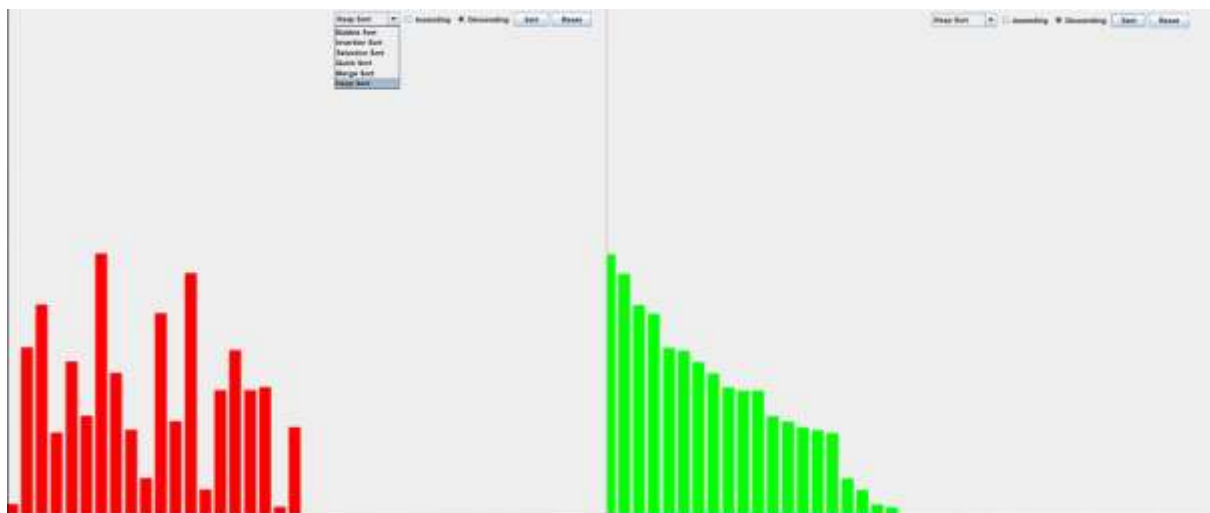 Heap Sort Ascending Descending Sort Reset
Bubble Sort
Insertion Sort
Selection Sort
Quick Sort
Merge Sort
Heap Sort
Heap Sort Ascending Descending Sort Reset